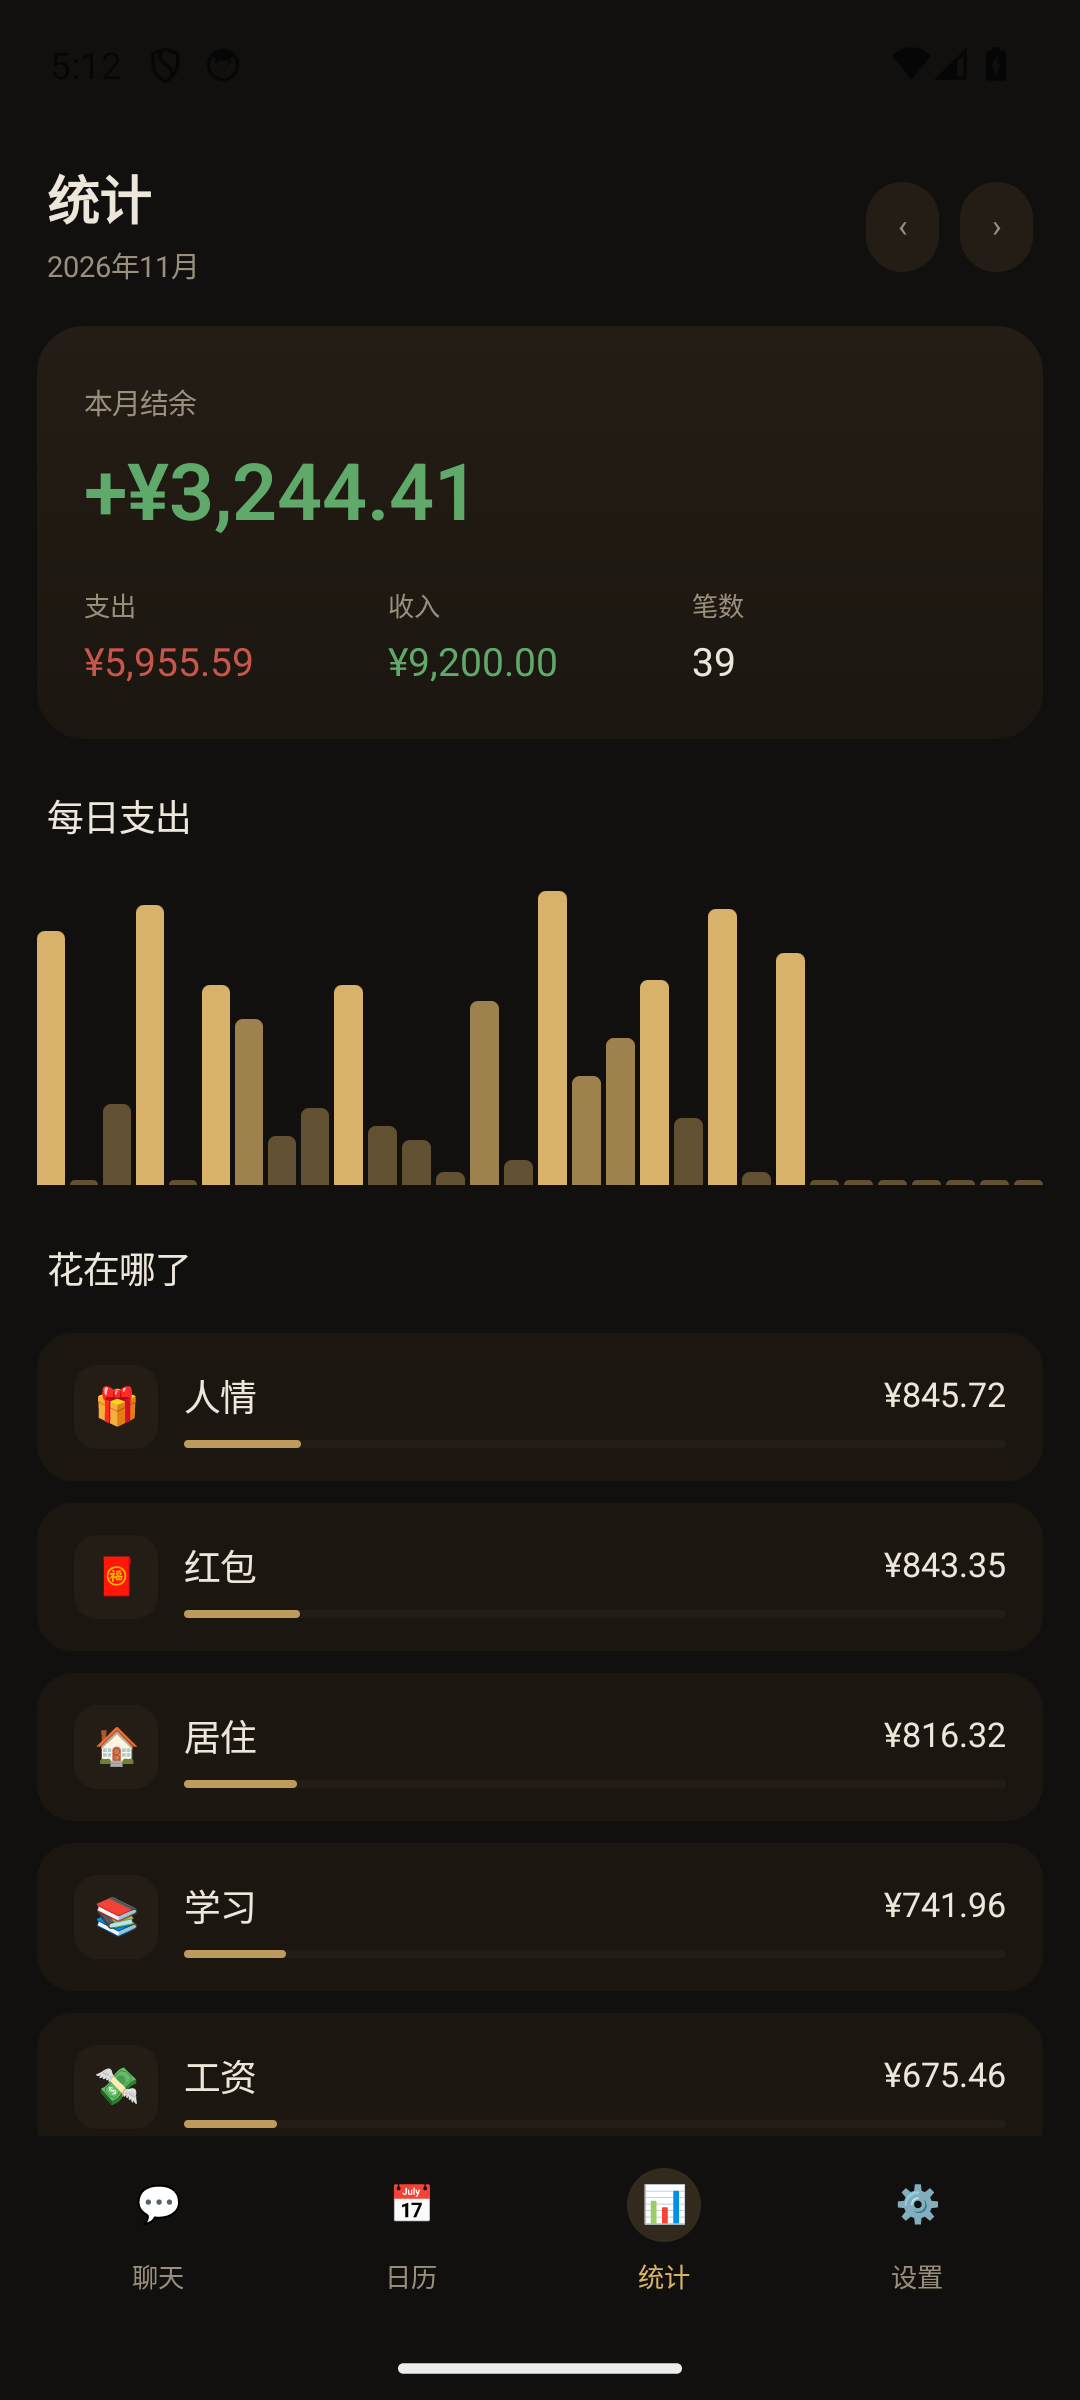 5:12
统计
2026年11月
‹ ›
本月结余
+¥3,244.41
支出 收入 笔数
¥5,955.59 ¥9,200.00 39
每日支出
花在哪了
人情 ¥845.72
福
红包 ¥843.35
居住 ¥816.32
学习 ¥741.96
工资 ¥675.46
July
17
聊天 日历 统计 设置